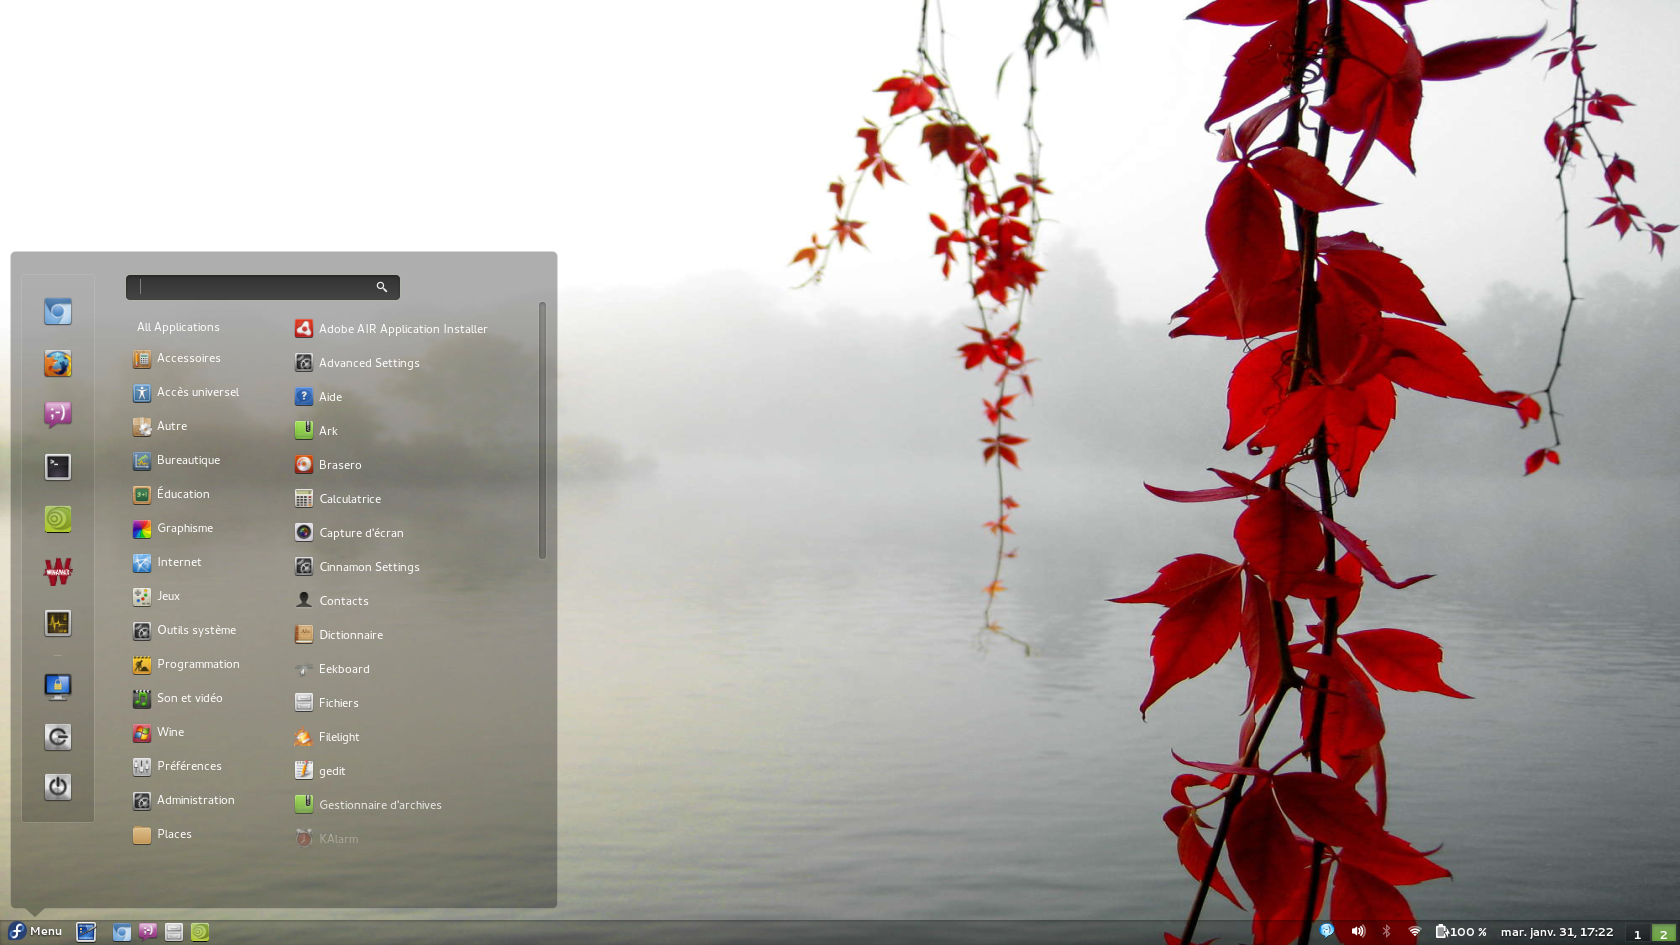 All Applications
Accessoires
Accès universel
Autre
Bureautique
Éducation
Graphisme
Internet
Jeux
Outils système
Programmation
Son et vidéo
Wine
Préférences
Administration
Places
Adobe AIR Application Installer
Advanced Settings
Aide
Ark
Brasero
Calculatrice
Capture d'écran
Cinnamon Settings
Contacts
Dictionnaire
Eekboard
Fichiers
Filelight
gedit
Gestionnaire d'archives
KAlarm
Menu
100 %
mar. janv. 31, 17:22
1
2